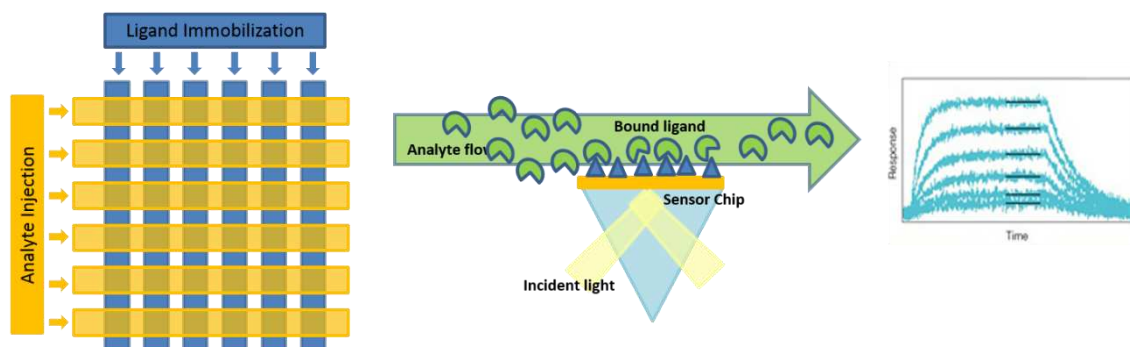 Ligand Immobilization
Analyte Injection
Bound ligand
Analyte flow
Sensor Chip
Incident light
Response
Time